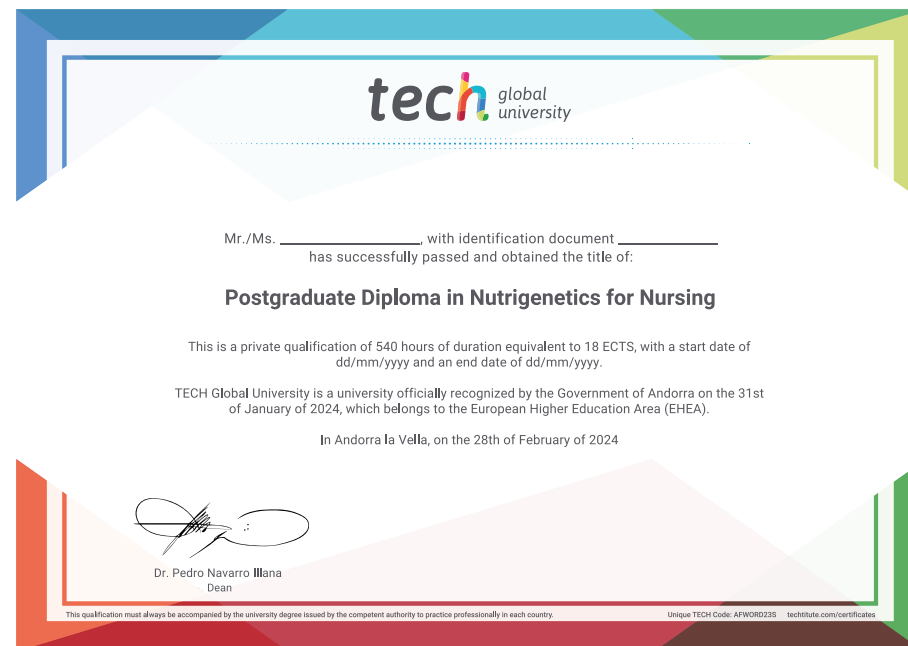 tech global university
Mr./Ms. ____________________, with identification document ______________
has successfully passed and obtained the title of:
Postgraduate Diploma in Nutrigenetics for Nursing
This is a private qualification of 540 hours of duration equivalent to 18 ECTS, with a start date of
dd/mm/yyyy and an end date of dd/mm/yyyy.
TECH Global University is a university officially recognized by the Government of Andorra on the 31st
of January of 2024, which belongs to the European Higher Education Area (EHEA).
In Andorra la Vella, on the 28th of February of 2024
Dr. Pedro Navarro Illana
Dean
This qualification must always be accompanied by the university degree issued by the competent authority to practice professionally in each country.
Unique TECH Code: AFWORD23S techtitute.com/certificates